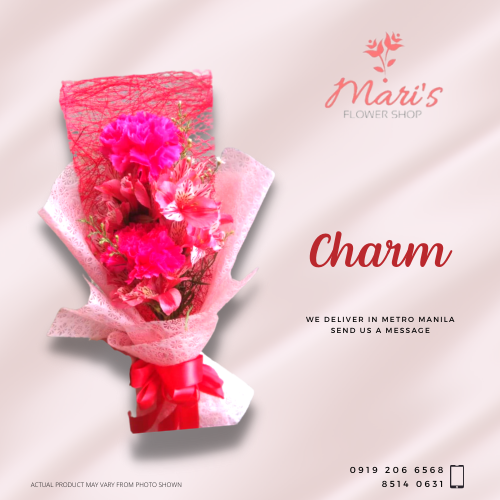 Mari's
FLOWER SHOP
Charm
WE DELIVER IN METRO MANILA
SEND US A MESSAGE
0919 206 6568
8514 0631
ACTUAL PRODUCT MAY VARY FROM PHOTO SHOWN